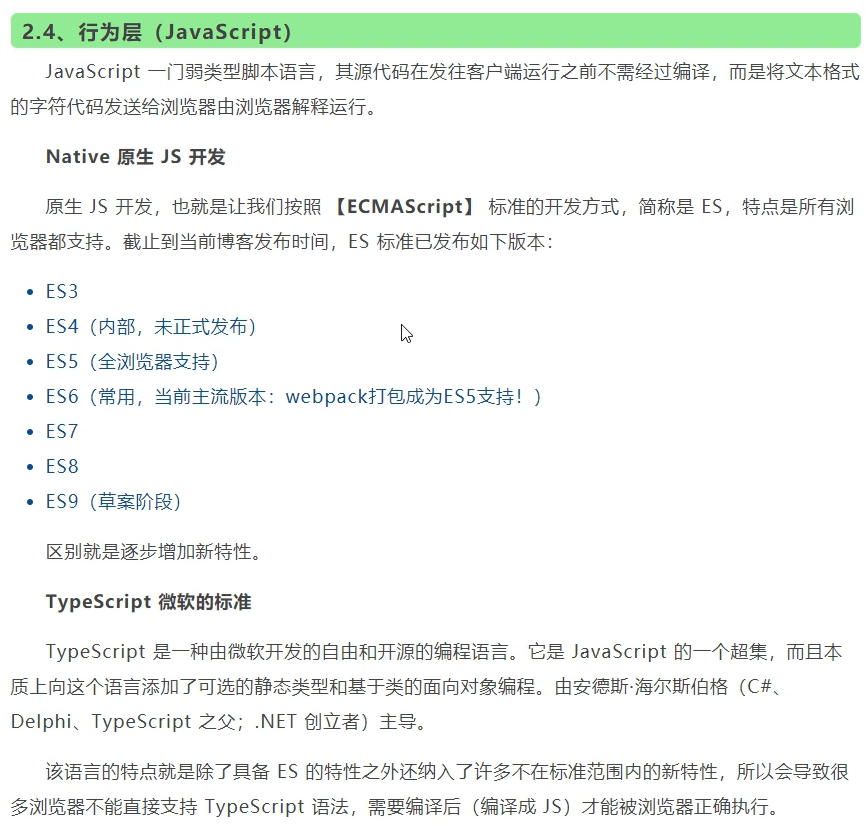 2.4、行为层（JavaScript）
JavaScript 一门弱类型脚本语言，其源代码在发往客户端运行之前不需经过编译，而是将文本格式
的字符代码发送给浏览器由浏览器解释运行。
Native 原生 JS 开发
原生 JS 开发，也就是让我们按照 【ECMAScript】 标准的开发方式，简称是 ES，特点是所有浏
览器都支持。截止到当前博客发布时间，ES 标准已发布如下版本：
• ES3
• ES4（内部，未正式发布）
• ES5（全浏览器支持）
• ES6（常用，当前主流版本：webpack打包成为ES5支持！）
• ES7
• ES8
• ES9（草案阶段）
区别就是逐步增加新特性。
TypeScript 微软的标准
TypeScript 是一种由微软开发的自由和开源的编程语言。它是 JavaScript 的一个超集，而且本
质上向这个语言添加了可选的静态类型和基于类的面向对象编程。由安德斯·海尔斯伯格（C#、
Delphi、TypeScript 之父；.NET 创立者）主导。
该语言的特点就是除了具备 ES 的特性之外还纳入了许多不在标准范围内的新特性，所以会导致很
多浏览器不能直接支持 TypeScript 语法，需要编译后（编译成 JS）才能被浏览器正确执行。